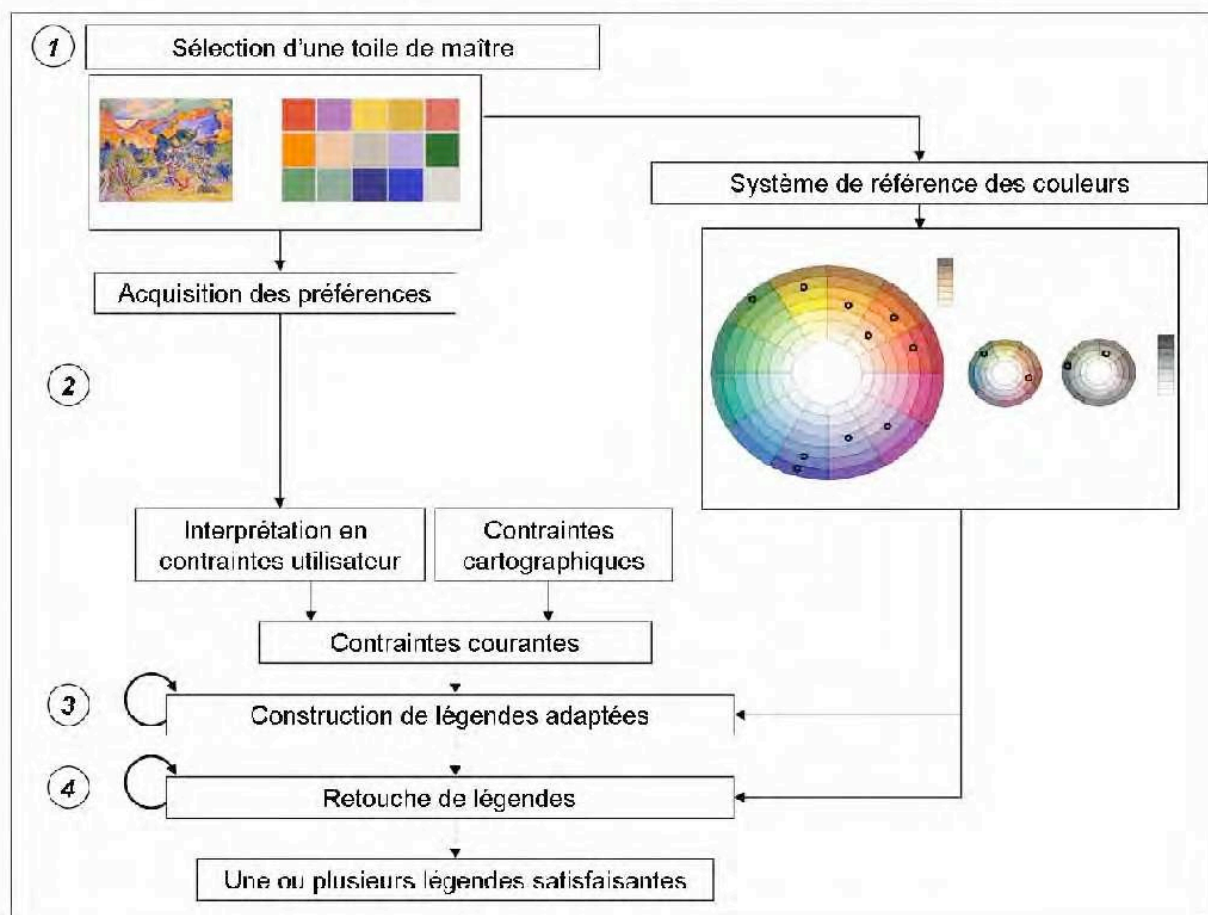 1
Sélection d'une toile de maître
Système de référence des couleurs
Acquisition des préférences
2
Interprétation en
contraintes utilisateur
Contraintes
cartographiques
Contraintes courantes
3
Construction de légendes adaptées
4
Retouche de légendes
Une ou plusieurs légendes satisfaisantes